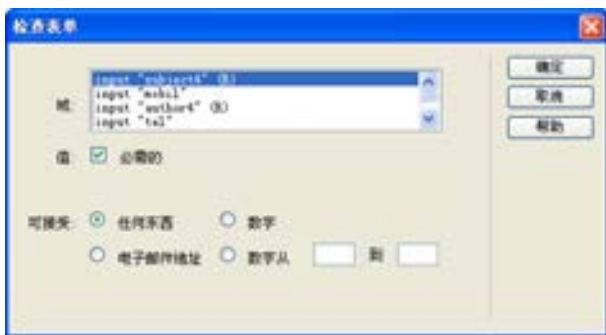 检查表单
input "subject4" (R)
input "mobil"
域: input "author4" (R)
input "tel"
值: 必需的
可接受: 任何东西 数字
电子邮件地址 数字从 到
确定
取消
帮助